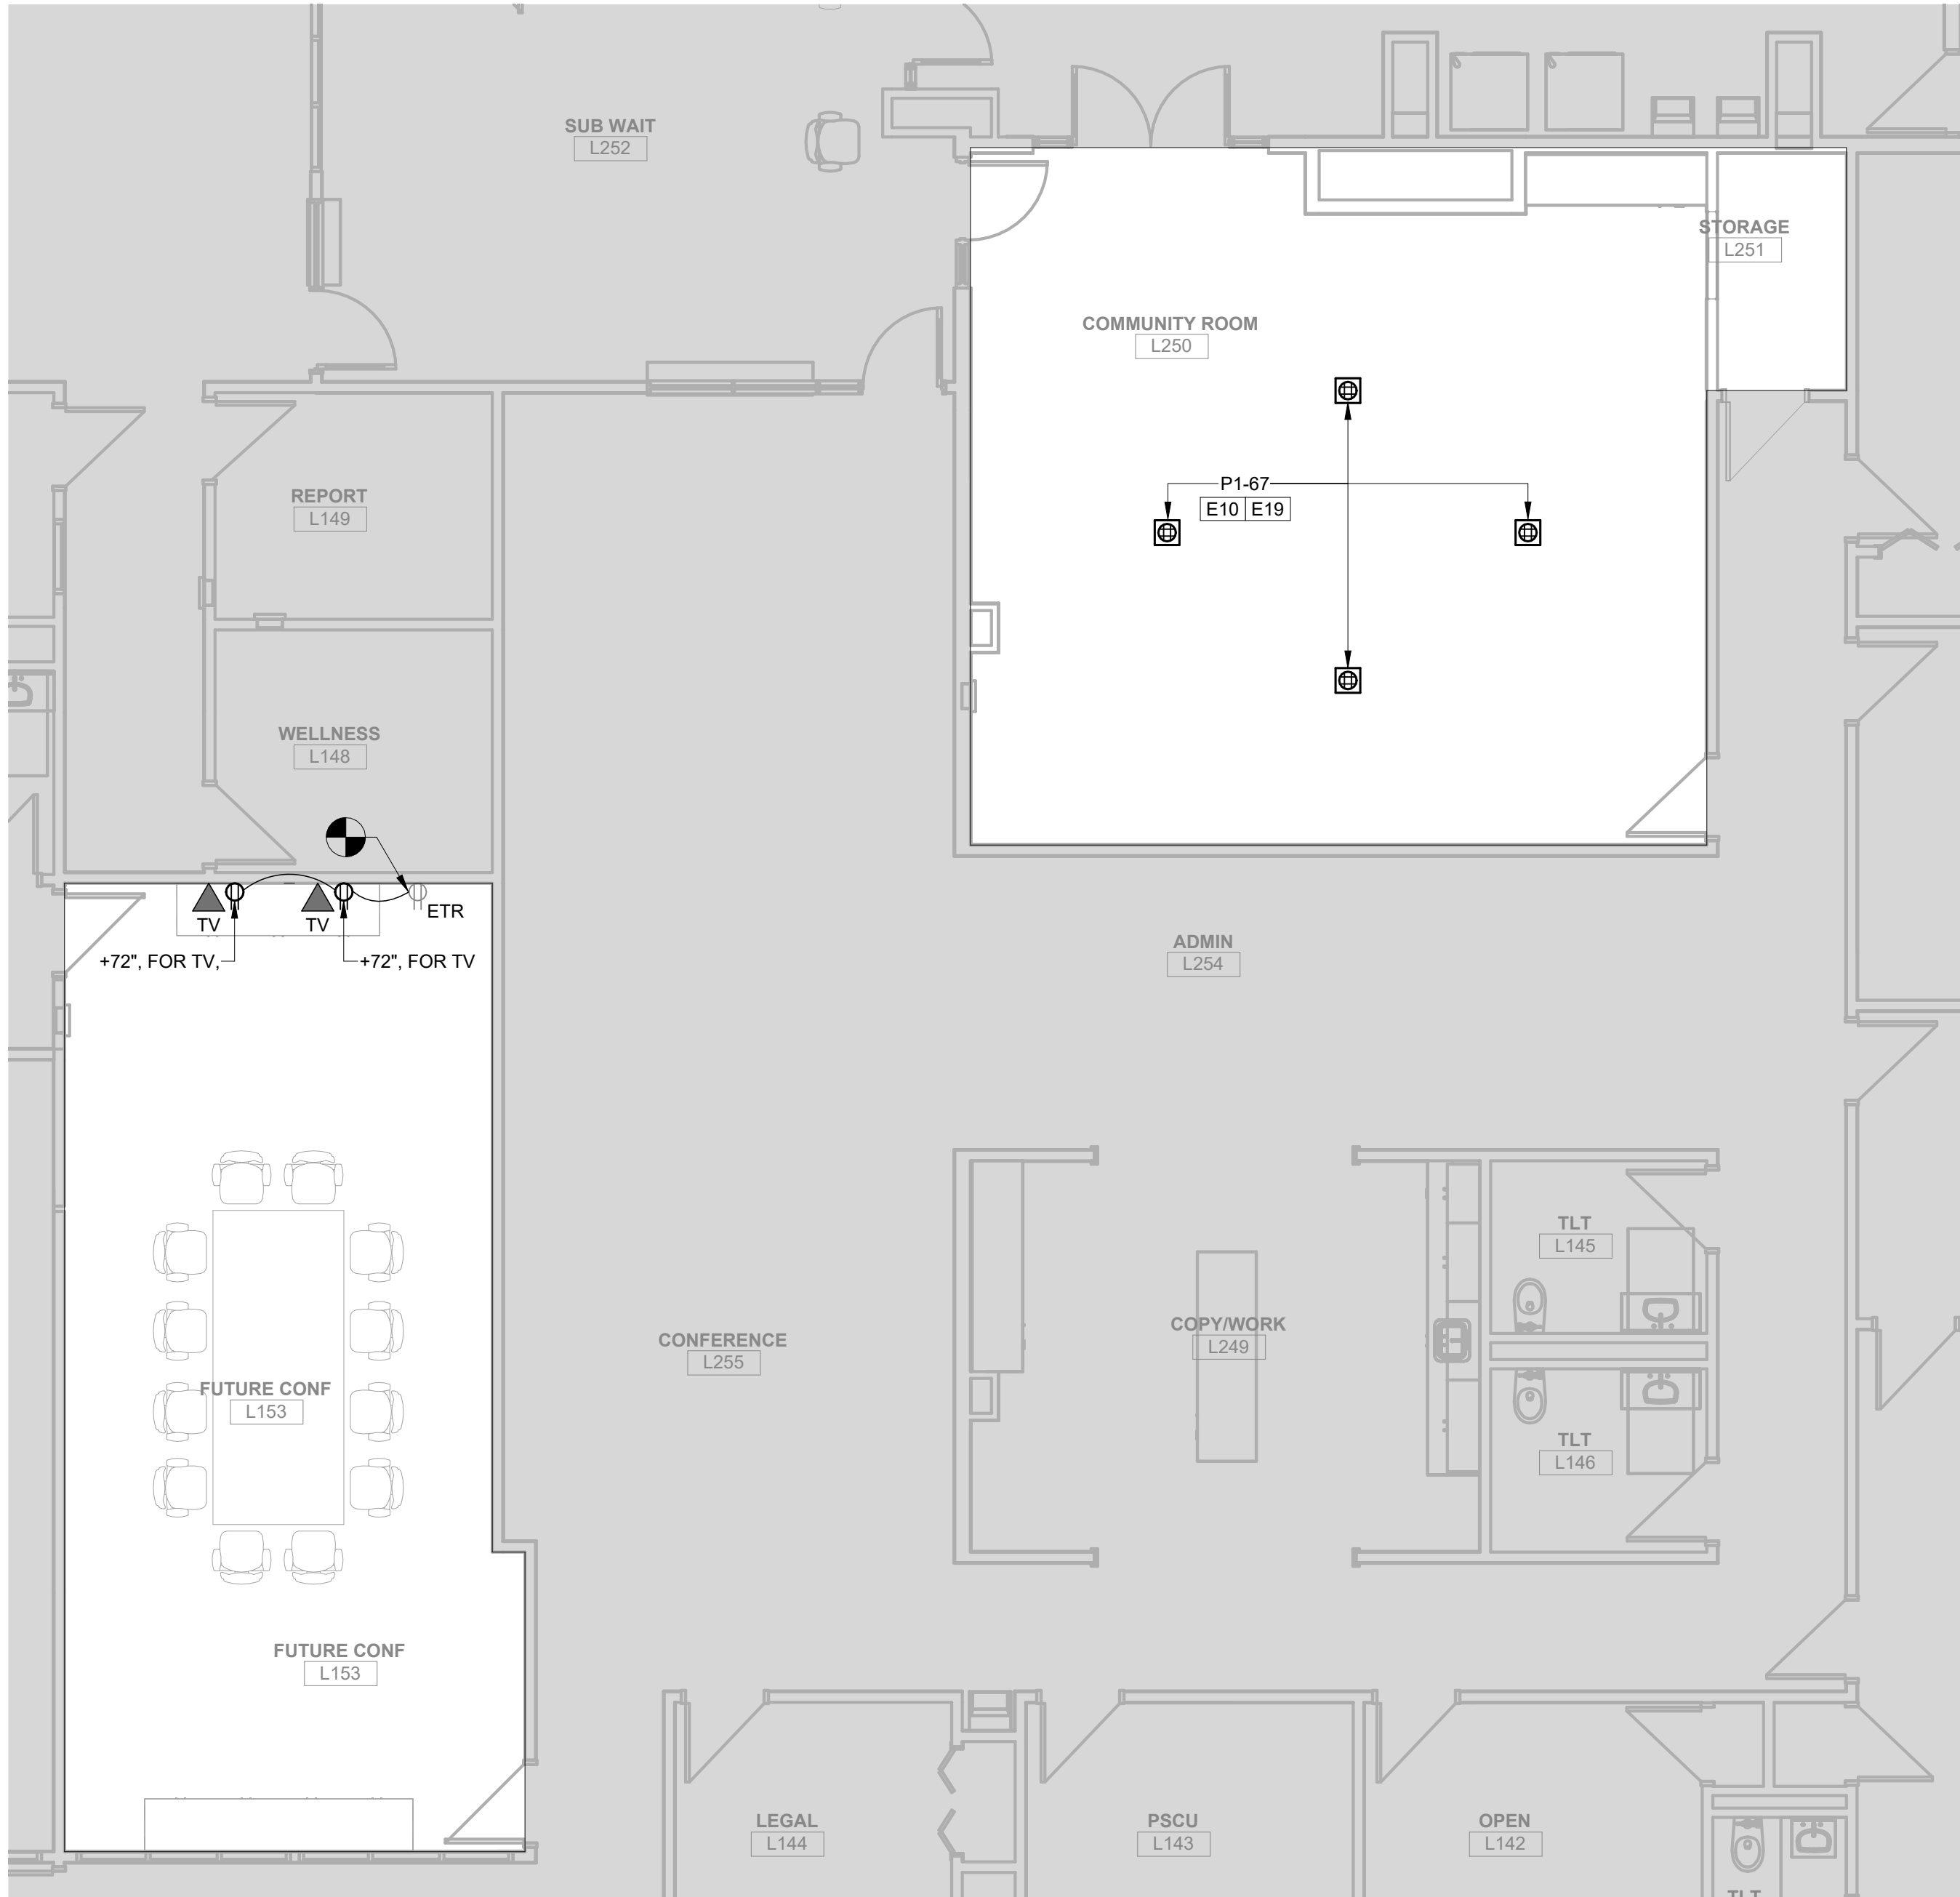 SUB WAIT
L252
STORAGE
L251
COMMUNITY ROOM
L250
P1-67
E10 E19
REPORT
L149
WELLNESS
L148
ETR
TV
TV
+72", FOR TV,
+72", FOR TV
ADMIN
L254
TLT
L145
COPY/WORK
L249
CONFERENCE
L255
FUTURE CONF
L153
TLT
L146
FUTURE CONF
L153
LEGAL
L144
PSCU
L143
OPEN
L142
TLT